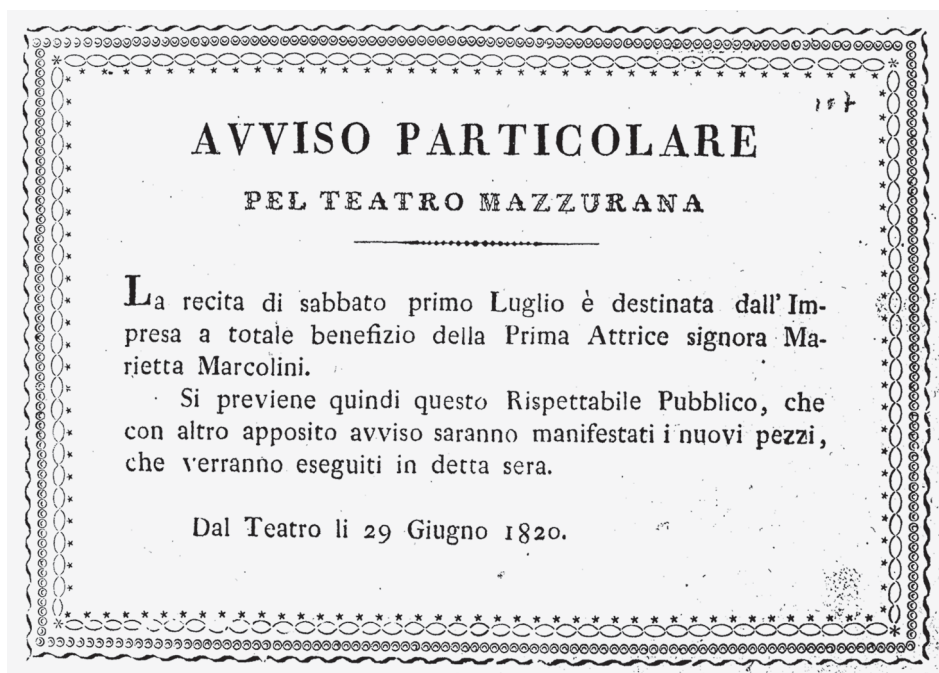 107
AVVISO PARTICOLARE
PEL TEATRO MAZZURANA
La recita di sabbato primo Luglio è destinata dall' Im-
presa a totale benefizio della Prima Attrice signora Ma-
rietta Marcolini.
Si previene quindi questo Rispettabile Pubblico, che
con altro apposito avviso saranno manifestati i nuovi pezzi,
che verranno eseguiti in detta sera.
Dal Teatro li 29 Giugno 1820.